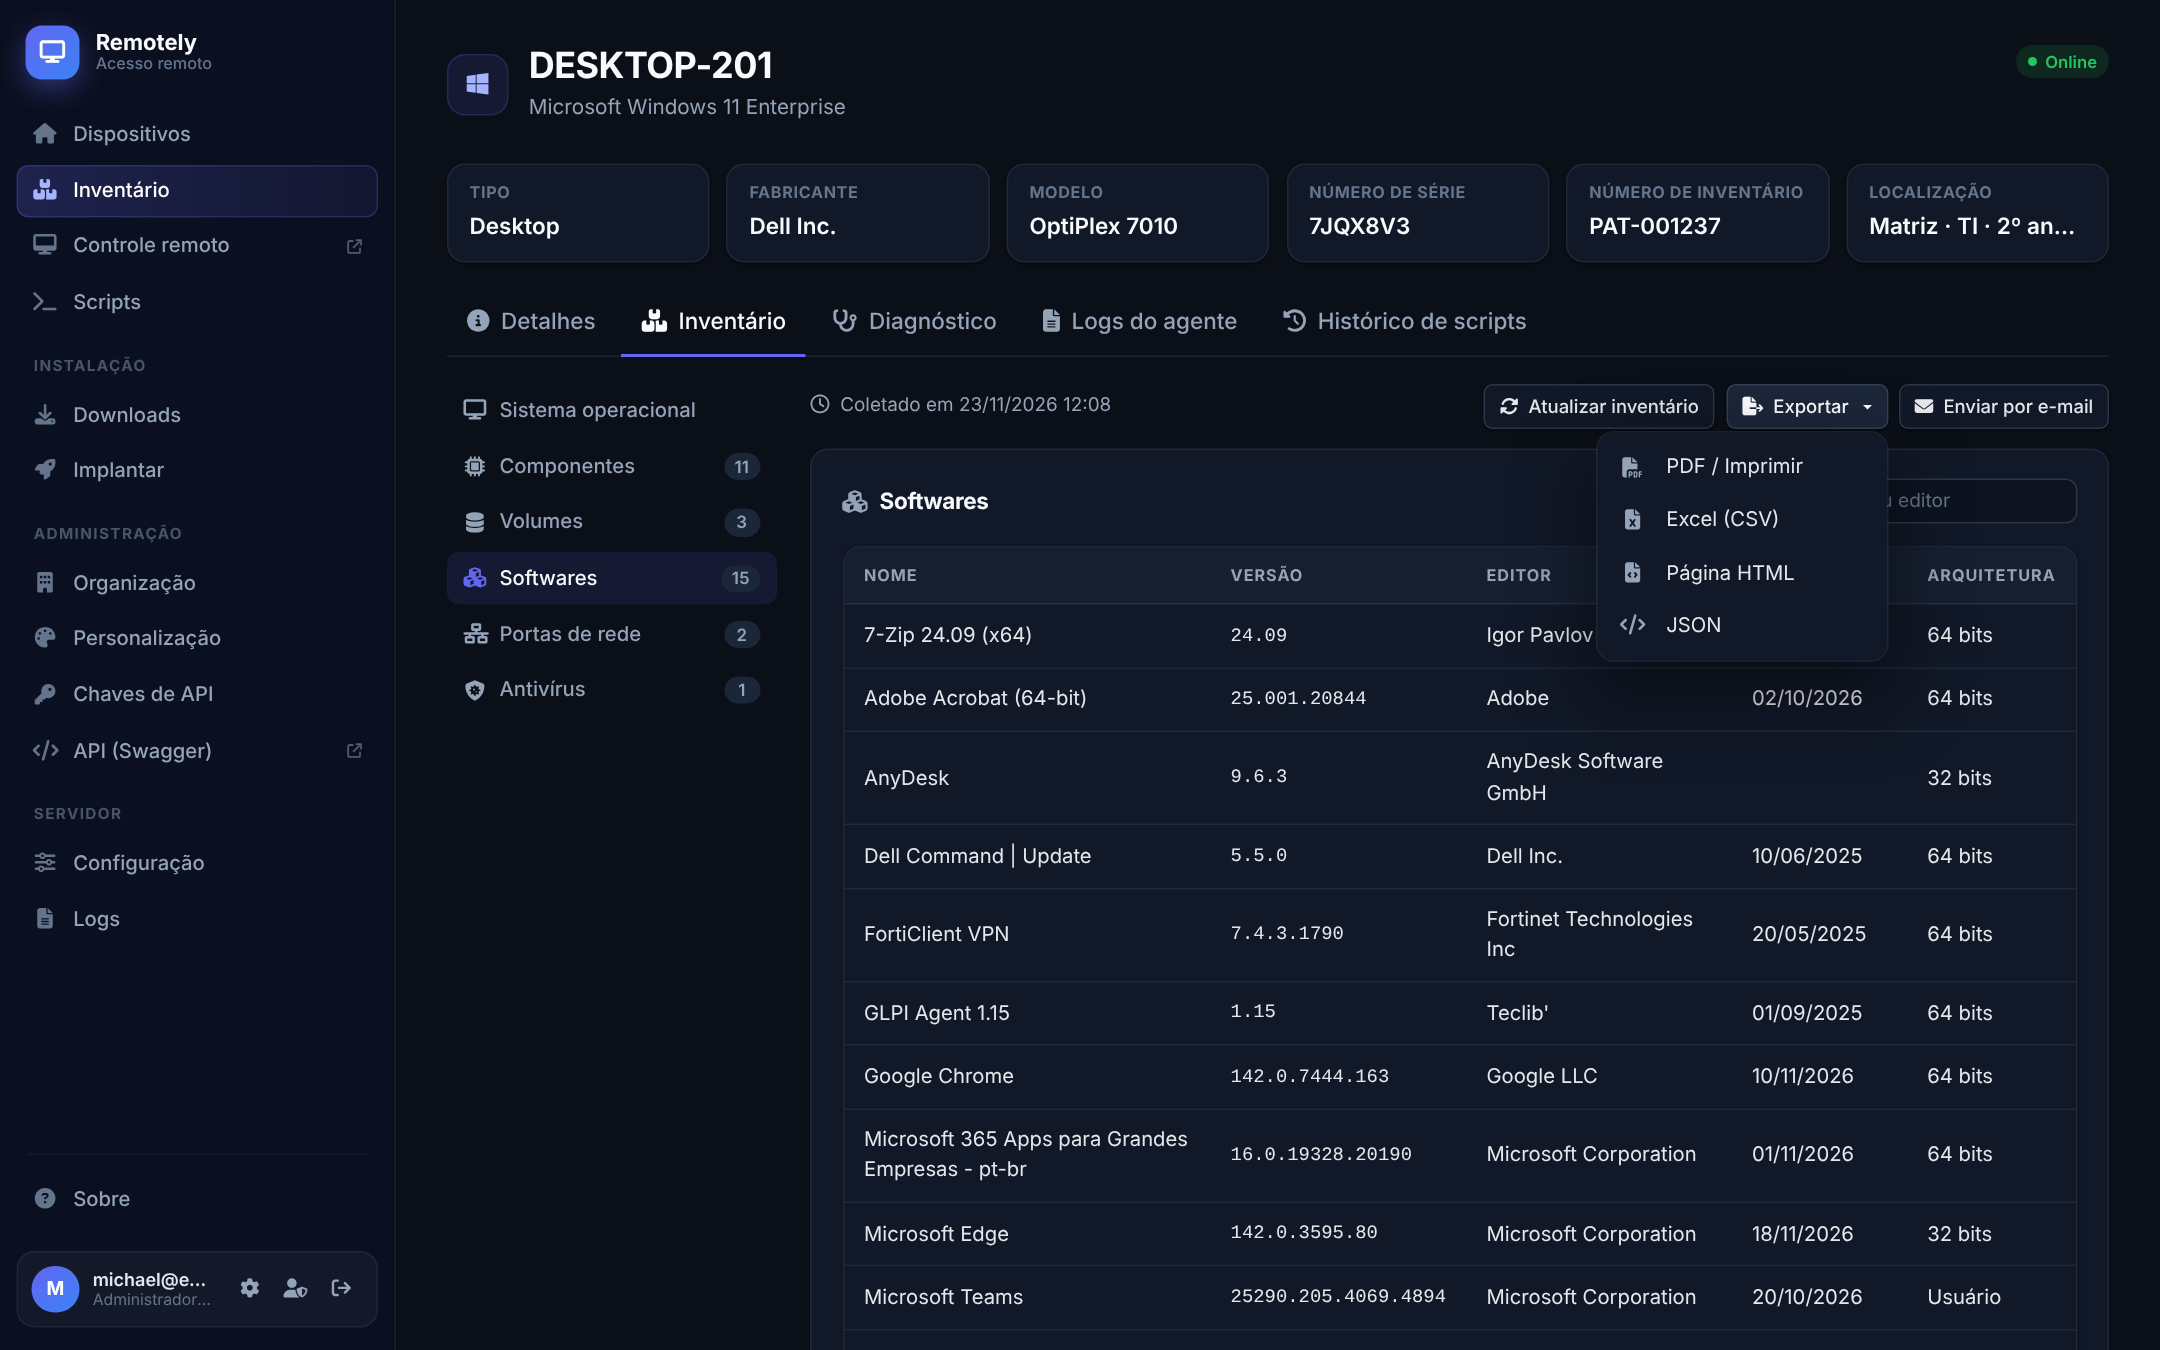 Remotely
Acesso remoto
Dispositivos
Inventário
Controle remoto
Scripts
INSTALAÇÃO
Downloads
Implantar
ADMINISTRAÇÃO
Organização
Personalização
Chaves de API
API (Swagger)
SERVIDOR
Configuração
Logs
Sobre
M
michael@e...
Administrador...
DESKTOP-201
Microsoft Windows 11 Enterprise
Online
TIPO
Desktop
FABRICANTE
Dell Inc.
MODELO
OptiPlex 7010
NÚMERO DE SÉRIE
7JQX8V3
NÚMERO DE INVENTÁRIO
PAT-001237
LOCALIZAÇÃO
Matriz · TI · 2º an...
Detalhes
Inventário
Diagnóstico
Logs do agente
Histórico de scripts
Sistema operacional
Componentes 11
Volumes 3
Softwares 15
Portas de rede 2
Antivírus 1
Coletado em 23/11/2026 12:08
Atualizar inventário
Exportar
Enviar por e-mail
PDF / Imprimir
Excel (CSV)
Página HTML
JSON
Softwares
editor
NOME VERSÃO EDITOR ARQUITETURA
7-Zip 24.09 (x64) 24.09 Igor Pavlov 64 bits
Adobe Acrobat (64-bit) 25.001.20844 Adobe 02/10/2026 64 bits
AnyDesk 9.6.3 AnyDesk Software GmbH 32 bits
Dell Command | Update 5.5.0 Dell Inc. 10/06/2025 64 bits
FortiClient VPN 7.4.3.1790 Fortinet Technologies Inc 20/05/2025 64 bits
GLPI Agent 1.15 1.15 Teclib' 01/09/2025 64 bits
Google Chrome 142.0.7444.163 Google LLC 10/11/2026 64 bits
Microsoft 365 Apps para Grandes Empresas - pt-br 16.0.19328.20190 Microsoft Corporation 01/11/2026 64 bits
Microsoft Edge 142.0.3595.80 Microsoft Corporation 18/11/2026 32 bits
Microsoft Teams 25290.205.4069.4894 Microsoft Corporation 20/10/2026 Usuário